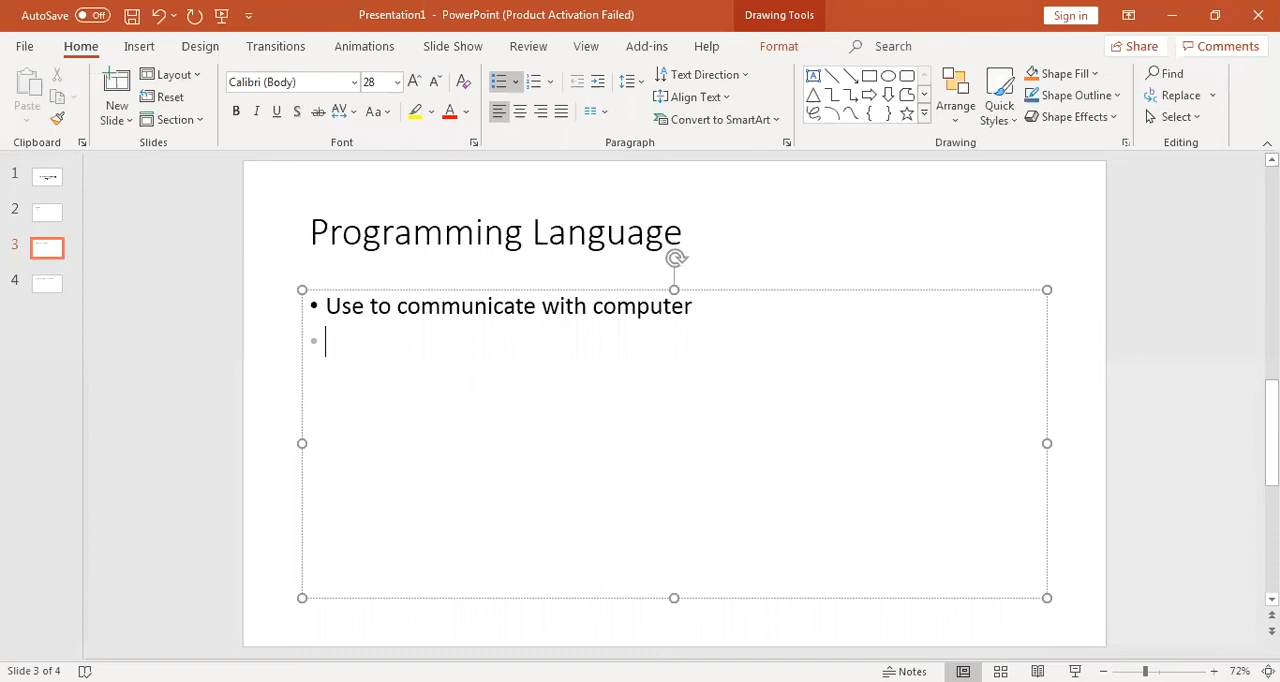 AutoSave Off Presentation1 - PowerPoint (Product Activation Failed) Drawing Tools Sign in
File Home Insert Design Transitions Animations Slide Show Review View Add-ins Help Format Search Share Comments
Paste
Clipboard
New Slide
Layout
Reset
Section
Slides
Calibri (Body) 28
B I U S ab AV Aa A
Font
Text Direction
Align Text
Convert to SmartArt
Paragraph
Arrange
Quick Styles
Shape Fill
Shape Outline
Shape Effects
Drawing
Find
Replace
Select
Editing
1
2
3
4
Programming Language
• Use to communicate with computer
Slide 3 of 4 Notes 72%